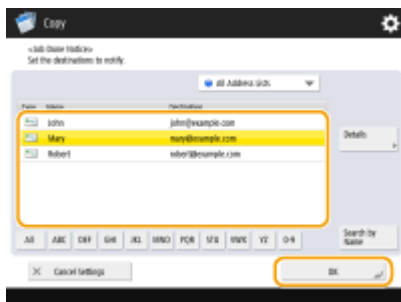 Copy
<Job Done Notice>
Set the destinations to notify.
All Address Lists
Type Name Destination
John john@example.com
Mary mary@example.com
Robert robert@example.com
Details
All ABC DEF GHI JKL MNO PQR STU VWX YZ 0-9
Search by
Name
Cancel Settings
OK